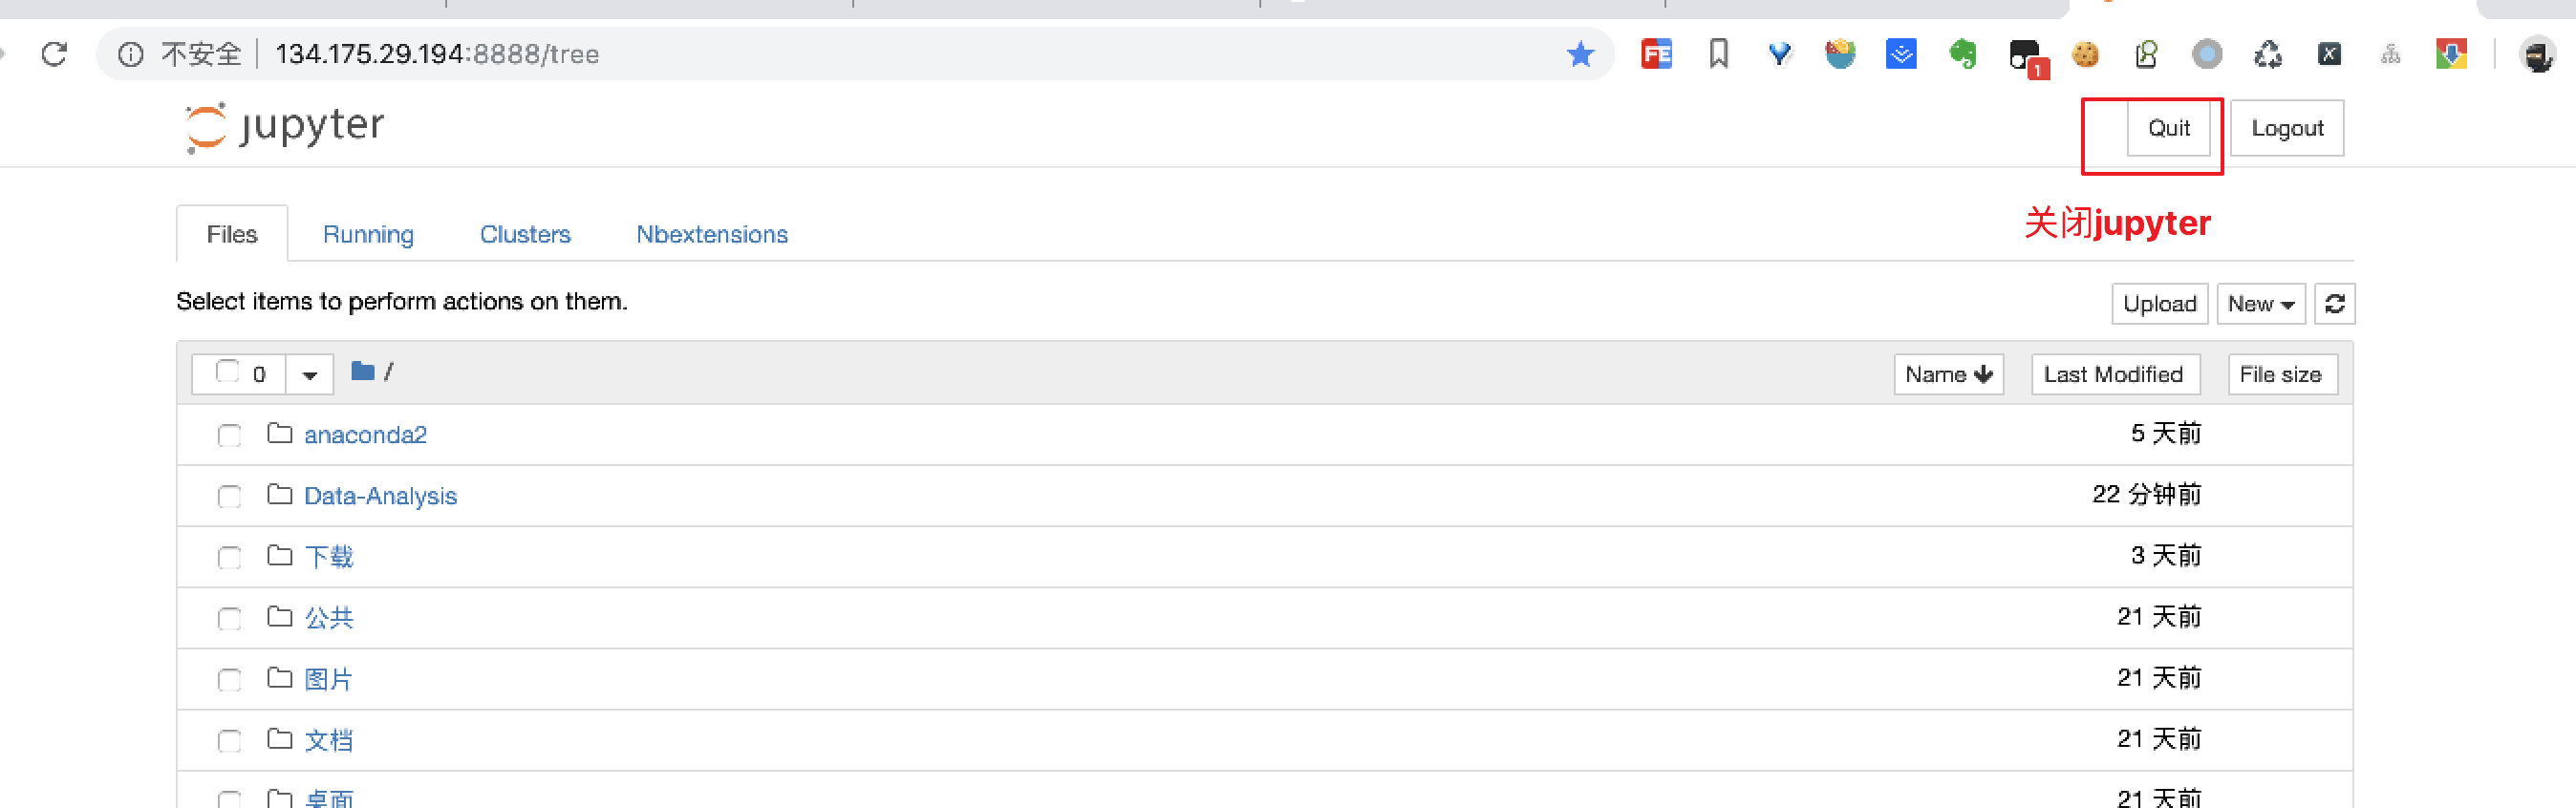 不安全 134.175.29.194:8888/tree
FE
1
jupyter
Quit
Logout
关闭jupyter
Files Running Clusters Nbextensions
Select items to perform actions on them.
Upload New
0 /
Name Last Modified File size
anaconda2 5 天前
Data-Analysis 22 分钟前
下载 3 天前
公共 21 天前
图片 21 天前
文档 21 天前
桌面 21 天前